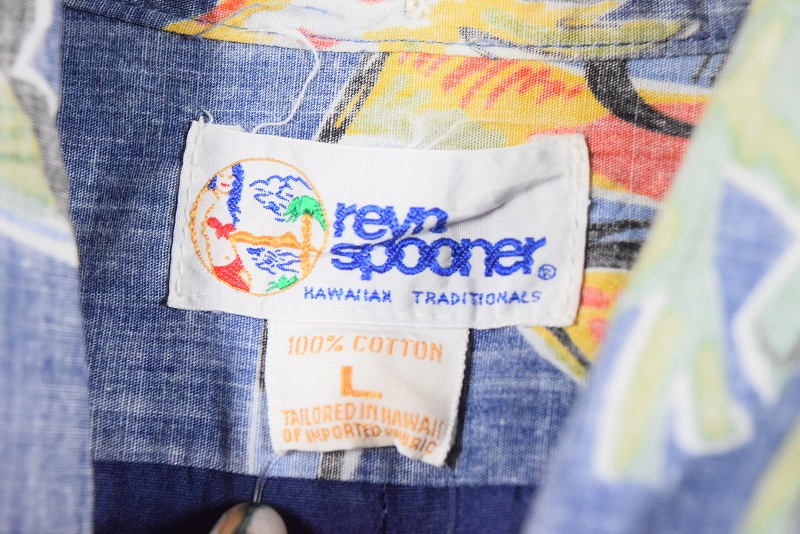 reyn
spooner®
HAWAIIAN TRADITIONALS
100% COTTON
L
TAILORED IN HAWAII
OF IMPORTED FABRIC